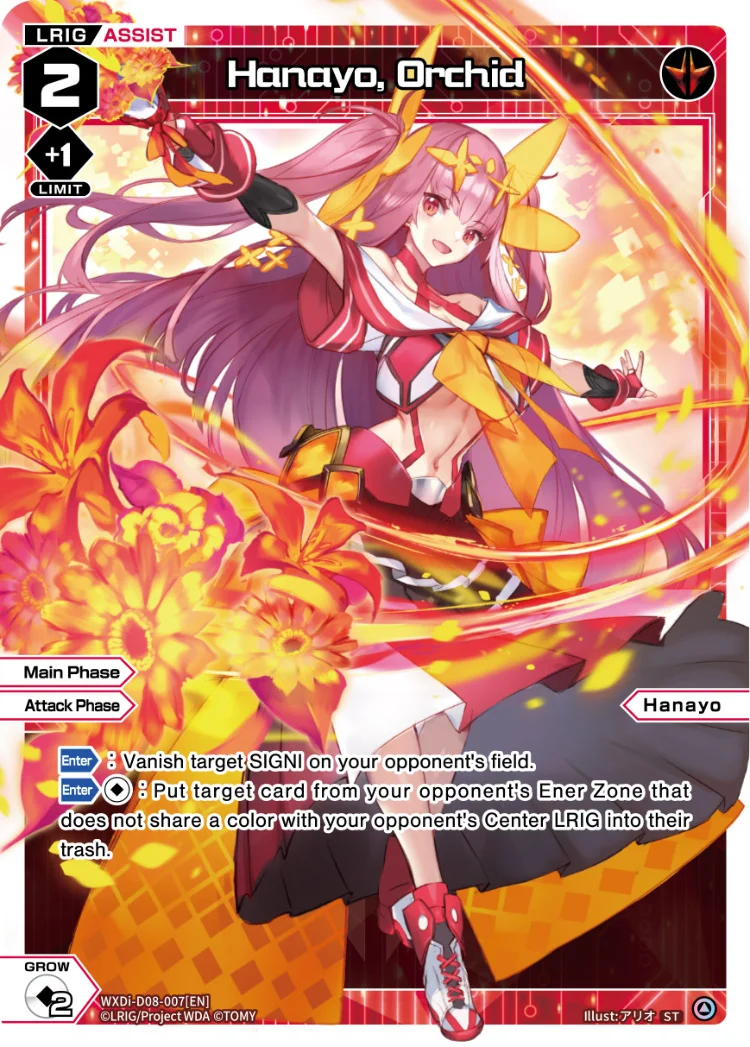 LRIG ASSIST
2
Hanayo, Orchid
+1
LIMIT
Main Phase
Attack Phase
Hanayo
Enter : Vanish target SIGNI on your opponent's field.
Enter : Put target card from your opponent's Ener Zone that
does not share a color with your opponent's Center LRIG into their
trash.
GROW
2
WXDi-D08-007[EN]
©LRIG/Project WDA ©TOMY
Illust:アリオ ST